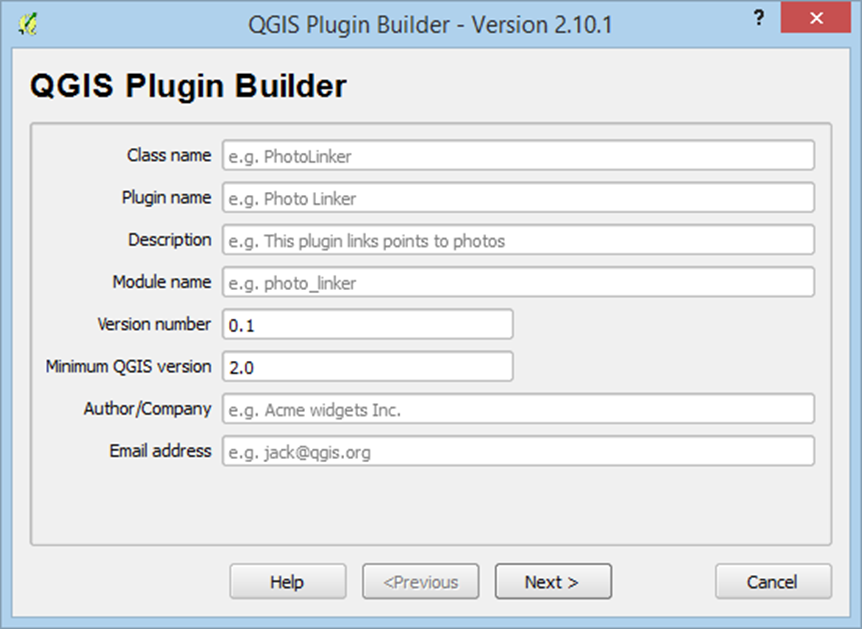 QGIS Plugin Builder - Version 2.10.1
?
QGIS Plugin Builder
Class name e.g. PhotoLinker
Plugin name e.g. Photo Linker
Description e.g. This plugin links points to photos
Module name e.g. photo_linker
Version number 0.1
Minimum QGIS version 2.0
Author/Company e.g. Acme widgets Inc.
Email address e.g. jack@qgis.org
Help <Previous Next > Cancel